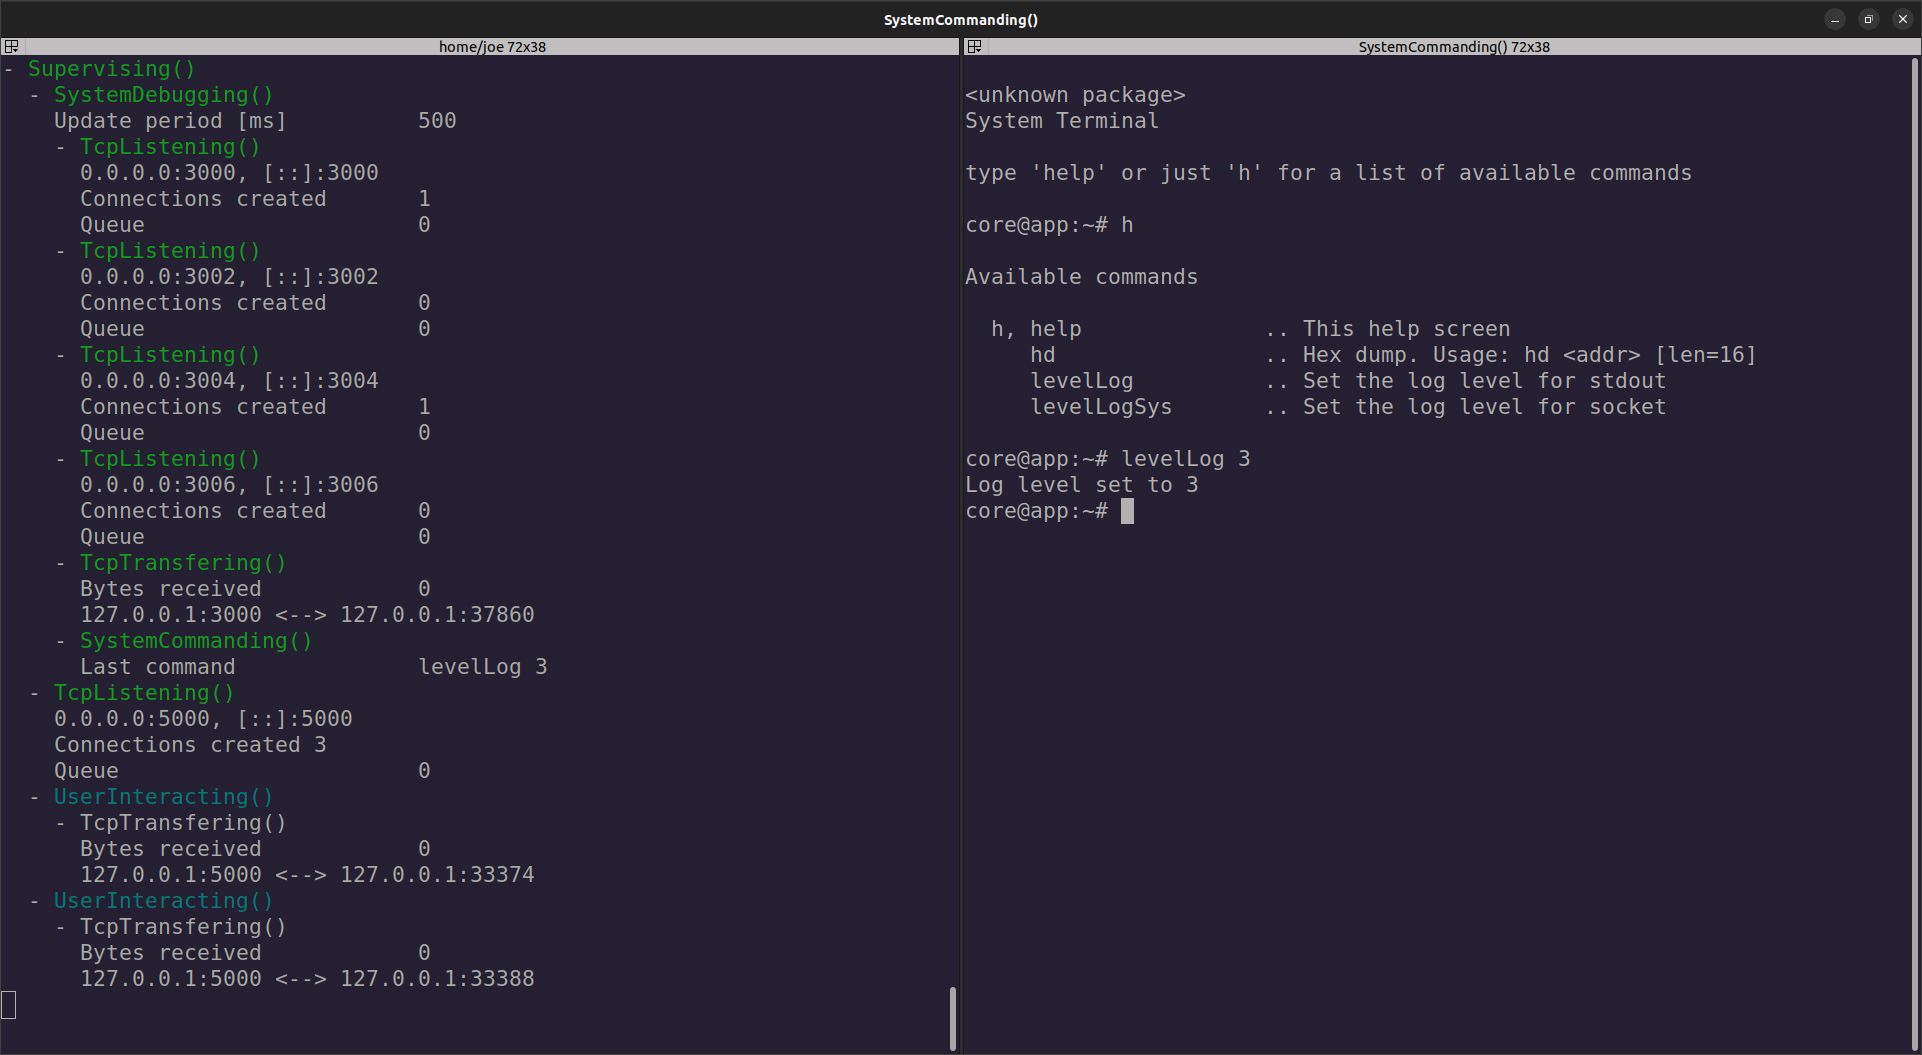 SystemCommanding()
home/joe 72x38
- Supervising()
- SystemDebugging()
Update period [ms] 500
- TcpListening()
0.0.0.0:3000, [::]:3000
Connections created 1
Queue 0
- TcpListening()
0.0.0.0:3002, [::]:3002
Connections created 0
Queue 0
- TcpListening()
0.0.0.0:3004, [::]:3004
Connections created 1
Queue 0
- TcpListening()
0.0.0.0:3006, [::]:3006
Connections created 0
Queue 0
- TcpTransfering()
Bytes received 0
127.0.0.1:3000 <--> 127.0.0.1:37860
- SystemCommanding()
Last command levelLog 3
- TcpListening()
0.0.0.0:5000, [::]:5000
Connections created 3
Queue 0
- UserInteracting()
- TcpTransfering()
Bytes received 0
127.0.0.1:5000 <--> 127.0.0.1:33374
- UserInteracting()
- TcpTransfering()
Bytes received 0
127.0.0.1:5000 <--> 127.0.0.1:33388
SystemCommanding() 72x38
<unknown package>
System Terminal
type 'help' or just 'h' for a list of available commands
core@app:~# h
Available commands
h, help .. This help screen
hd .. Hex dump. Usage: hd <addr> [len=16]
levelLog .. Set the log level for stdout
levelLogSys .. Set the log level for socket
core@app:~# levelLog 3
Log level set to 3
core@app:~#